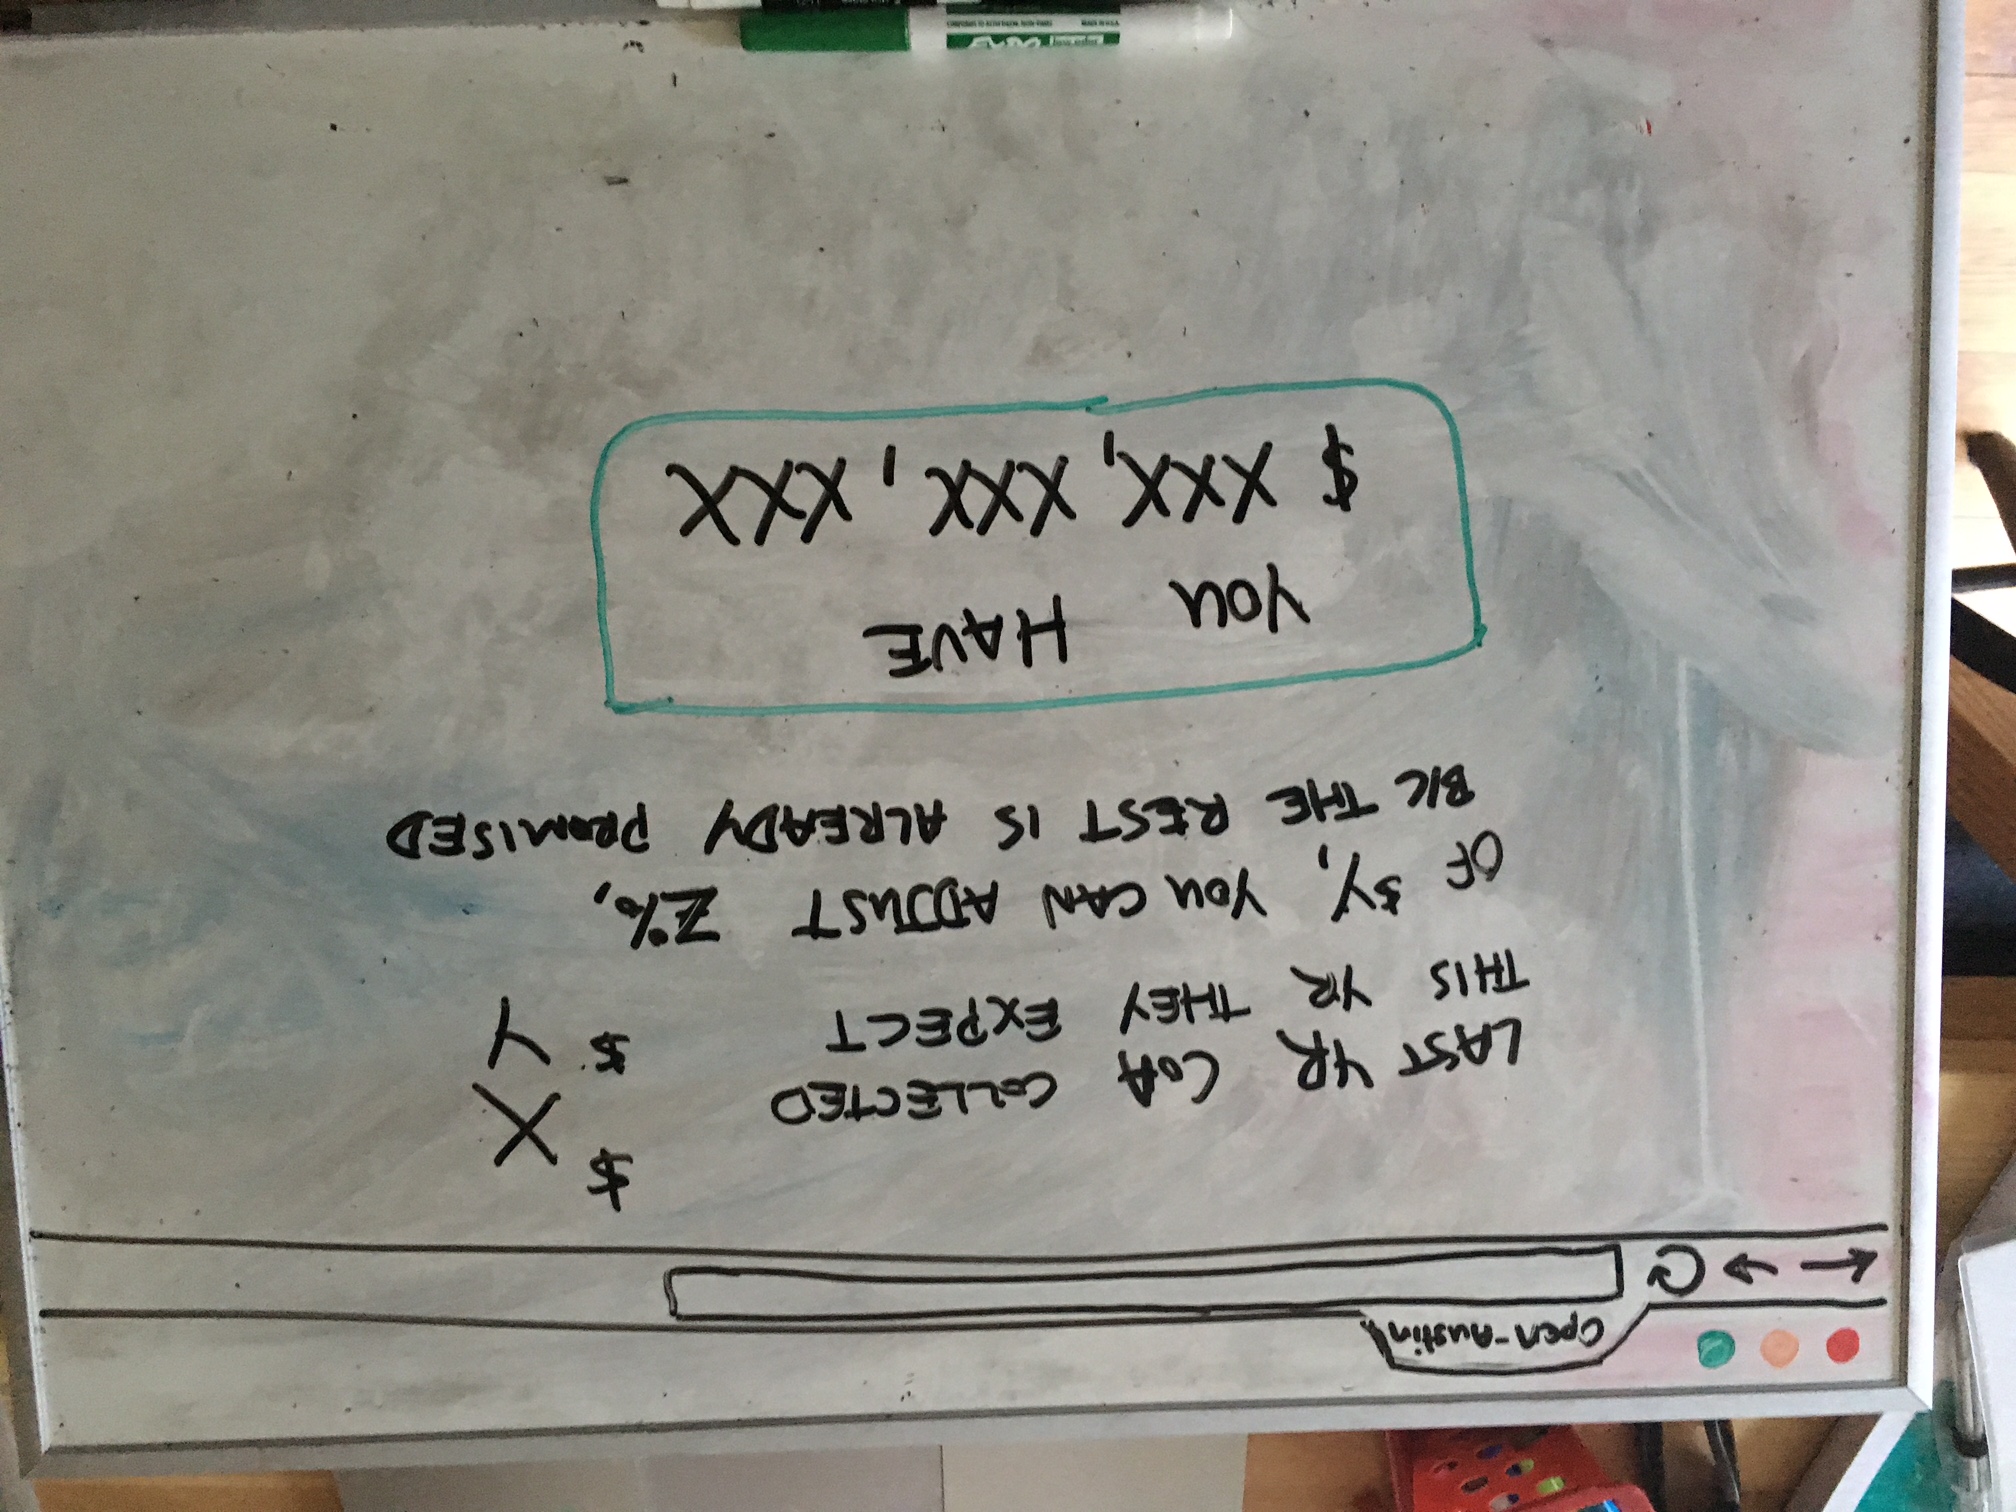 Open-Austin
LAST YR CoA COLLECTED $ X
THIS YR THEY EXPECT $ Y
OF $Y, YOU CAN ADJUST Z%,
B/C THE REST IS ALREADY PROMISED
YOU HAVE
$ XXX, XXX, XXX
EXPO